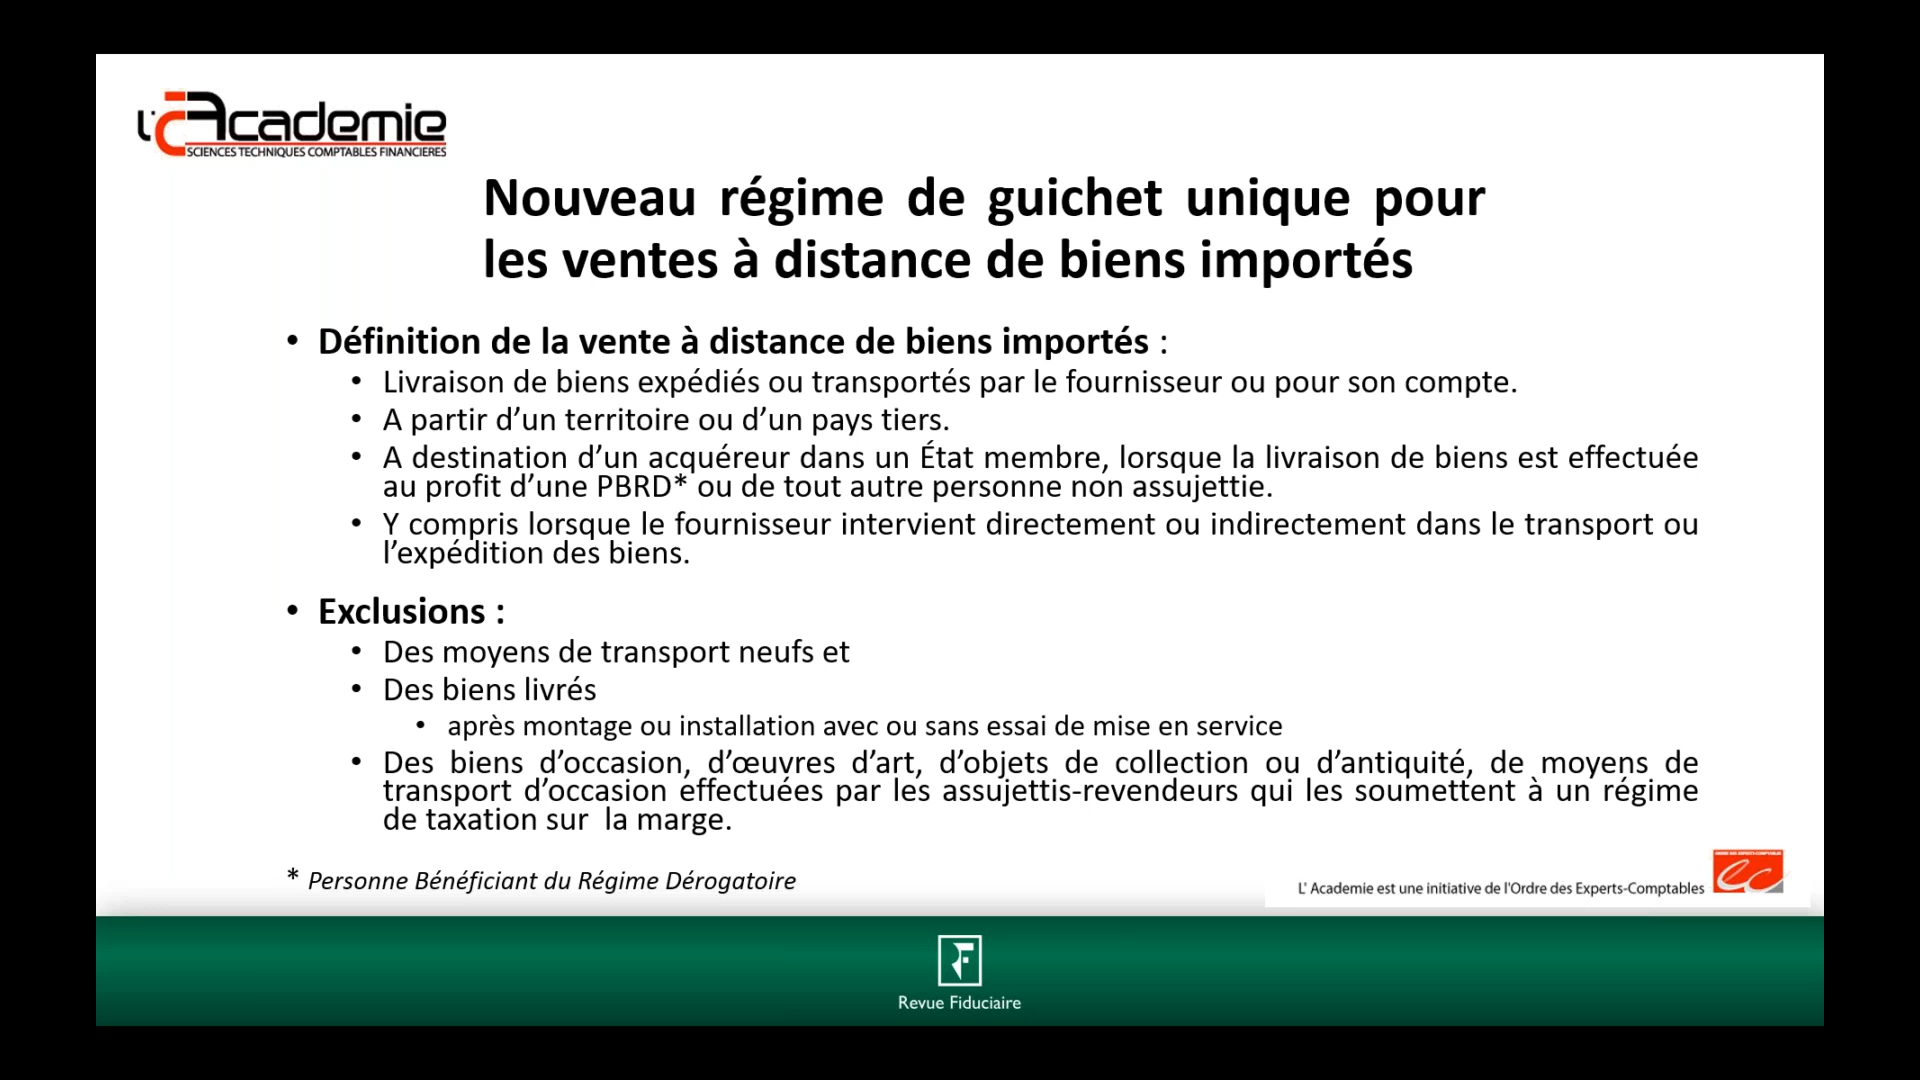 L'Academie
SCIENCES TECHNIQUES COMPTABLES FINANCIERES
Nouveau régime de guichet unique pour
les ventes à distance de biens importés
• Définition de la vente à distance de biens importés :
• Livraison de biens expédiés ou transportés par le fournisseur ou pour son compte.
• A partir d’un territoire ou d’un pays tiers.
• A destination d’un acquéreur dans un État membre, lorsque la livraison de biens est effectuée
au profit d’une PBRD* ou de tout autre personne non assujettie.
• Y compris lorsque le fournisseur intervient directement ou indirectement dans le transport ou
l’expédition des biens.
• Exclusions :
• Des moyens de transport neufs et
• Des biens livrés
• après montage ou installation avec ou sans essai de mise en service
• Des biens d’occasion, d’œuvres d’art, d’objets de collection ou d’antiquité, de moyens de
transport d’occasion effectuées par les assujettis-revendeurs qui les soumettent à un régime
de taxation sur la marge.
* Personne Bénéficiant du Régime Dérogatoire
L' Academie est une initiative de l'Ordre des Experts-Comptables
ORDRE DES EXPERTS-COMPTABLES
ec
Revue Fiduciaire